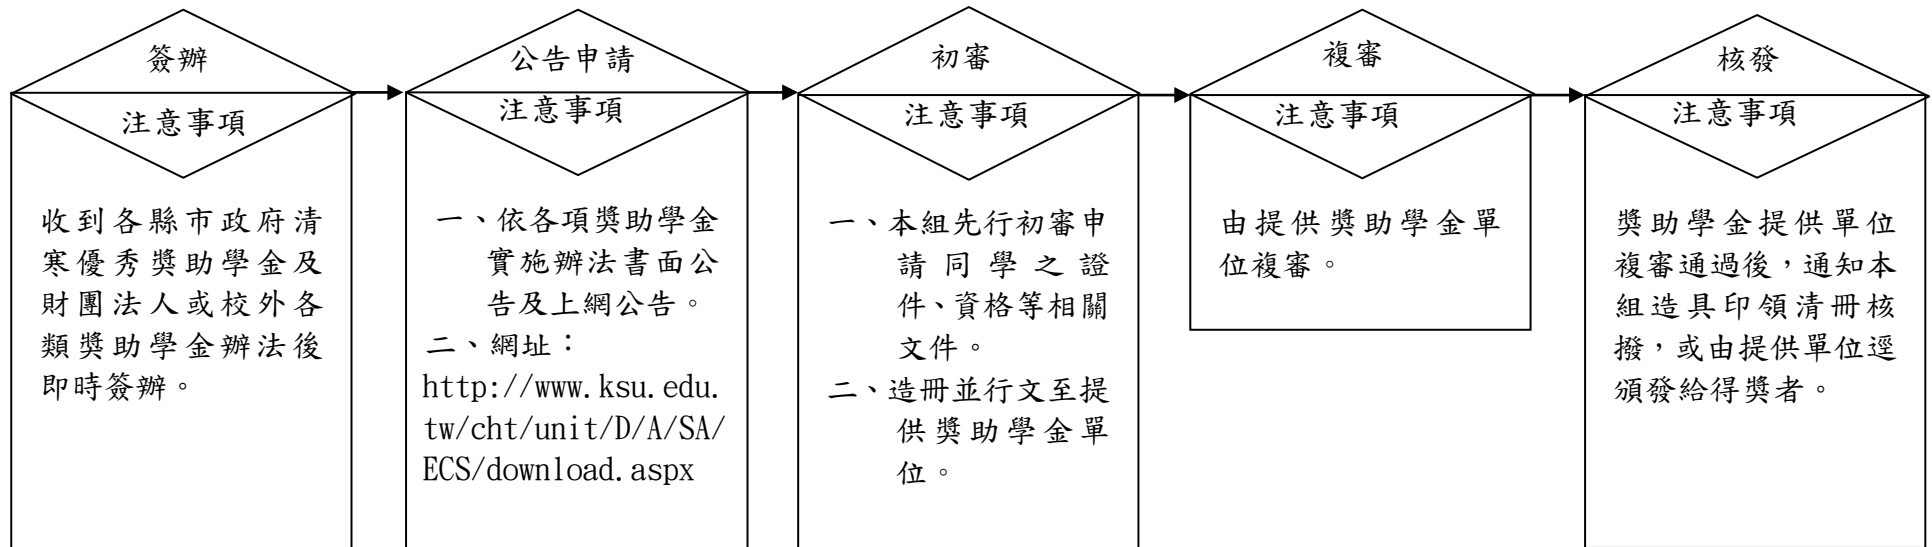 簽辦
注意事項
收到各縣市政府清
寒優秀獎助學金及
財團法人或校外各
類獎助學金辦法後
即時簽辦。
公告申請
注意事項
一、依各項獎助學金
實施辦法書面公
告及上網公告。
二、網址：
http://www.ksu.edu.
tw/cht/unit/D/A/SA/
ECS/download.aspx
初審
注意事項
一、本組先行初審申
請同學之證
件、資格等相關
文件。
二、造冊並行文至提
供獎助學金單
位。
複審
注意事項
由提供獎助學金單
位複審。
核發
注意事項
獎助學金提供單位
複審通過後，通知本
組造具印領清冊核
撥，或由提供單位逕
頒發給得獎者。